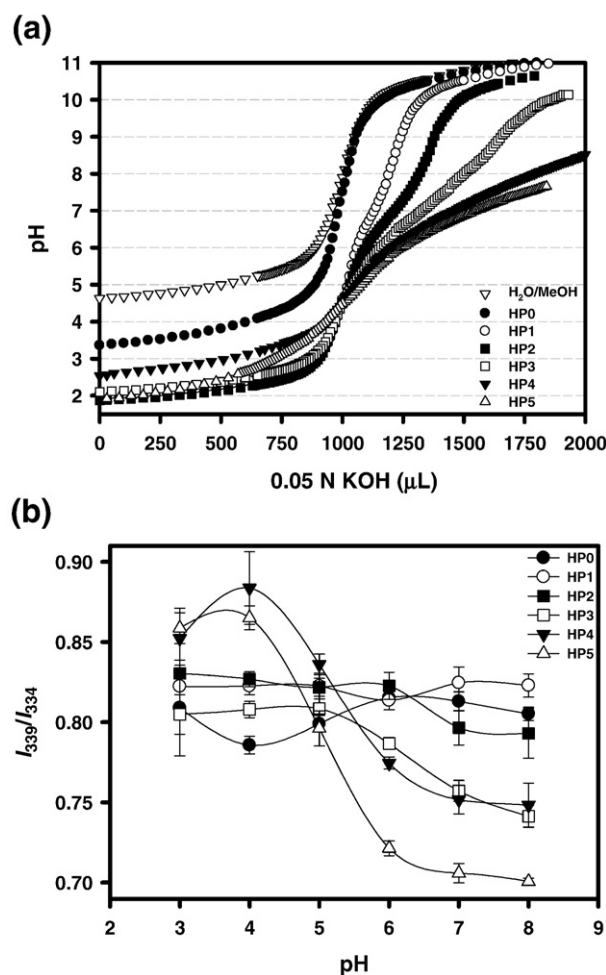 (a)
11
10
9
8
7
6
5
4
3
2
pH
H₂O/MeOH
HP0
HP1
HP2
HP3
HP4
HP5
0 250 500 750 1000 1250 1500 1750 2000
0.05 N KOH (μL)
(b)
0.90
0.85
0.80
0.75
0.70
I₃₃₉/I₃₃₄
HP0
HP1
HP2
HP3
HP4
HP5
2 3 4 5 6 7 8 9
pH